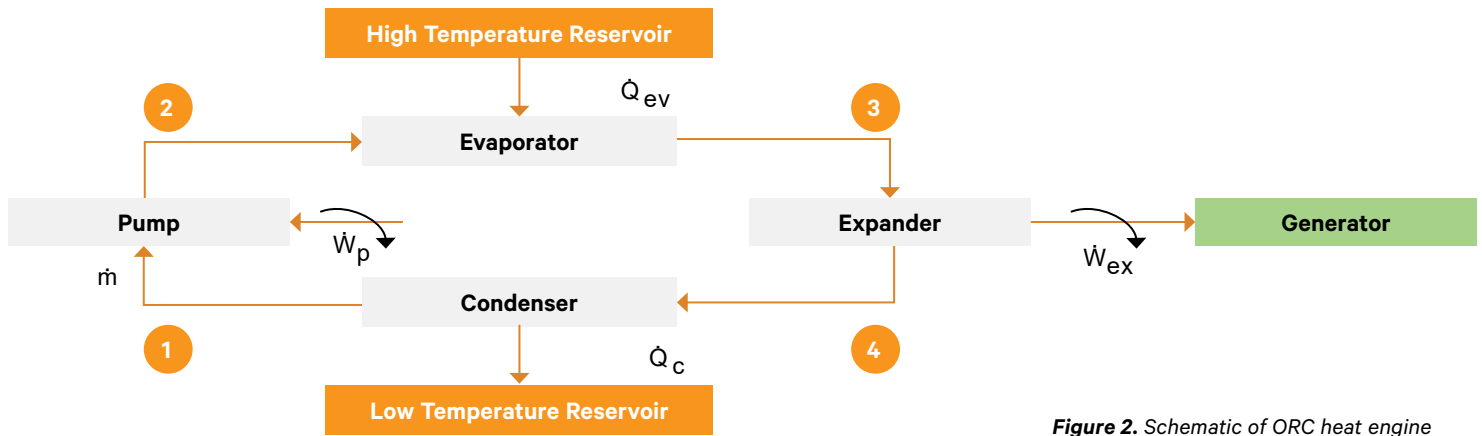 High Temperature Reservoir
Q̇ ev
2
3
Evaporator
Pump
Ẇp
Expander
Ẇex
Generator
ṁ
Condenser
1
Q̇ c
4
Low Temperature Reservoir
Figure 2. Schematic of ORC heat engine